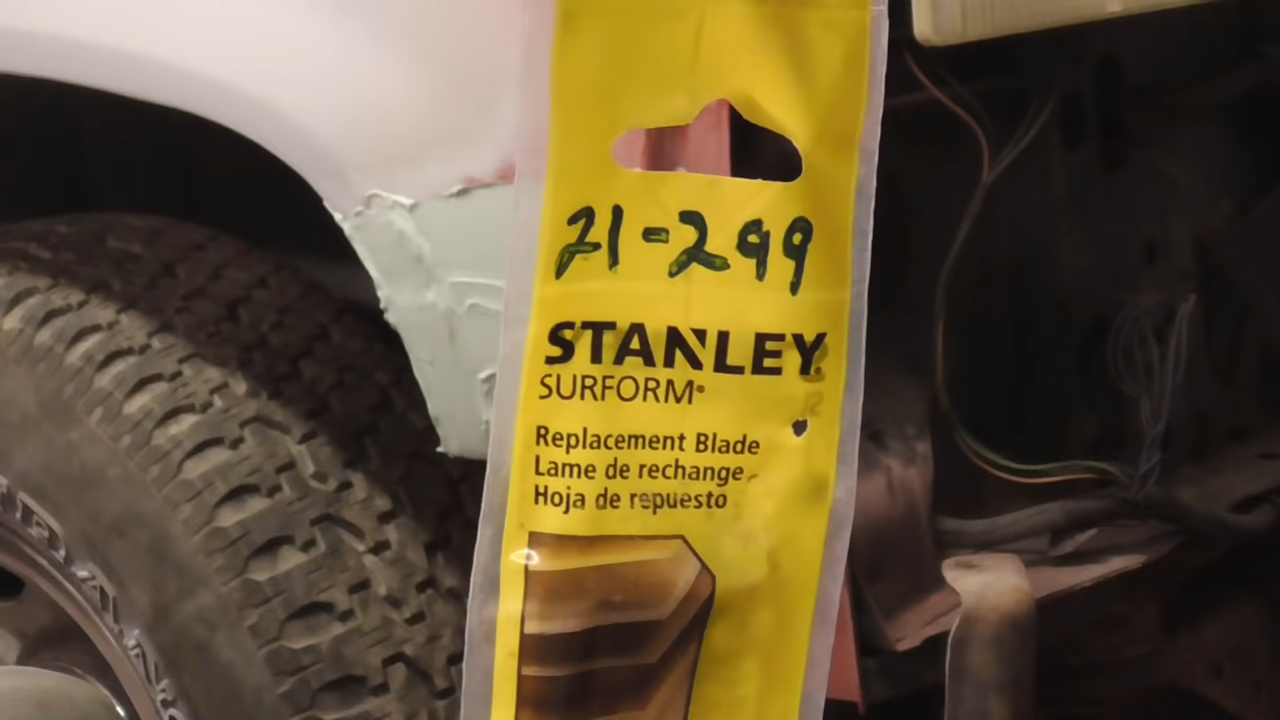 21-299
STANLEY.
SURFORM®
Replacement Blade
Lame de rechange
Hoja de repuesto